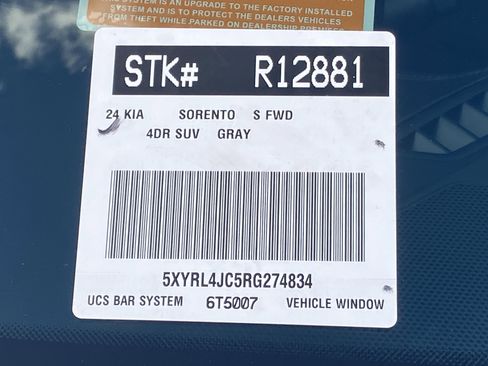 SYSTEM IS AN UPGRADE TO THE FACTORY INSTALLED
SYSTEM AND IS TO PROTECT THE DEALERS VEHICLES
FROM THEFT WHILE PARKED ON DEALERSHIP PREMISES
STK# R12881
24 KIA SORENTO S FWD
4DR SUV GRAY
5XYRL4JC5RG274834
UCS BAR SYSTEM 6T5007 VEHICLE WINDOW